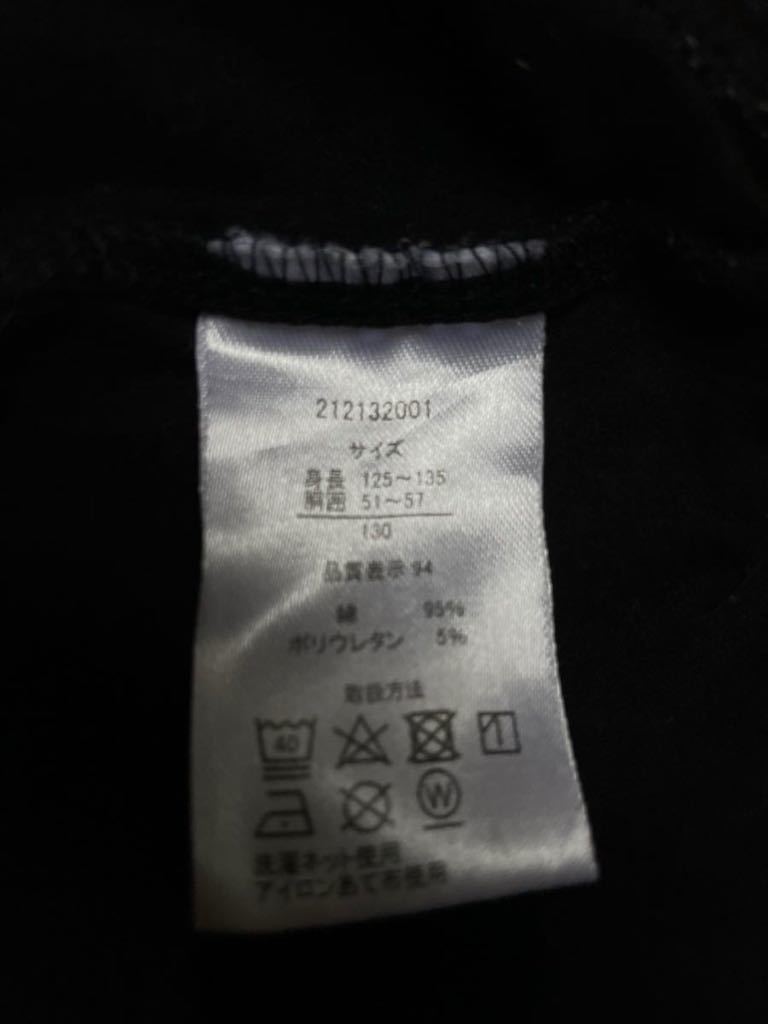 212132001
サイズ
身長 125～135
胴囲 51～57
130
品質表示 94
綿 95%
ポリウレタン 5%
取扱方法
40
W
洗濯ネット使用
アイロンあて布使用